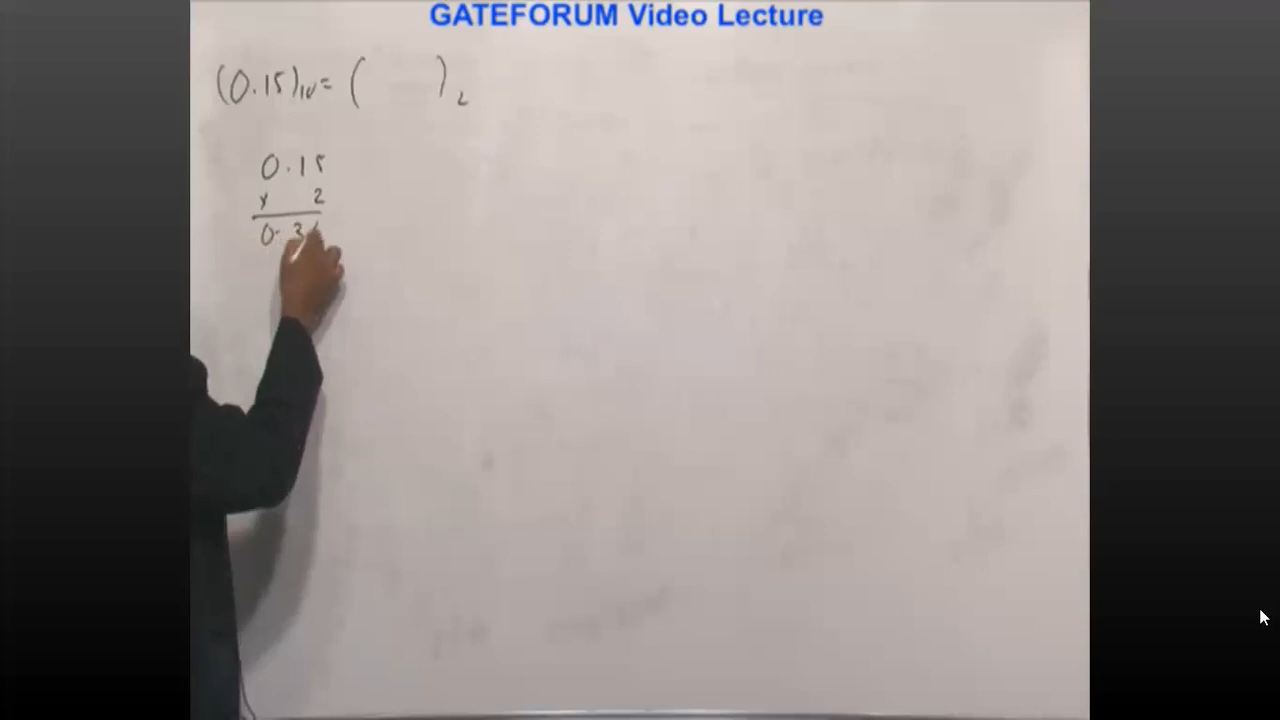 GATEFORUM Video Lecture
(0.15)10 = ( )2
0.15
x 2
0.3